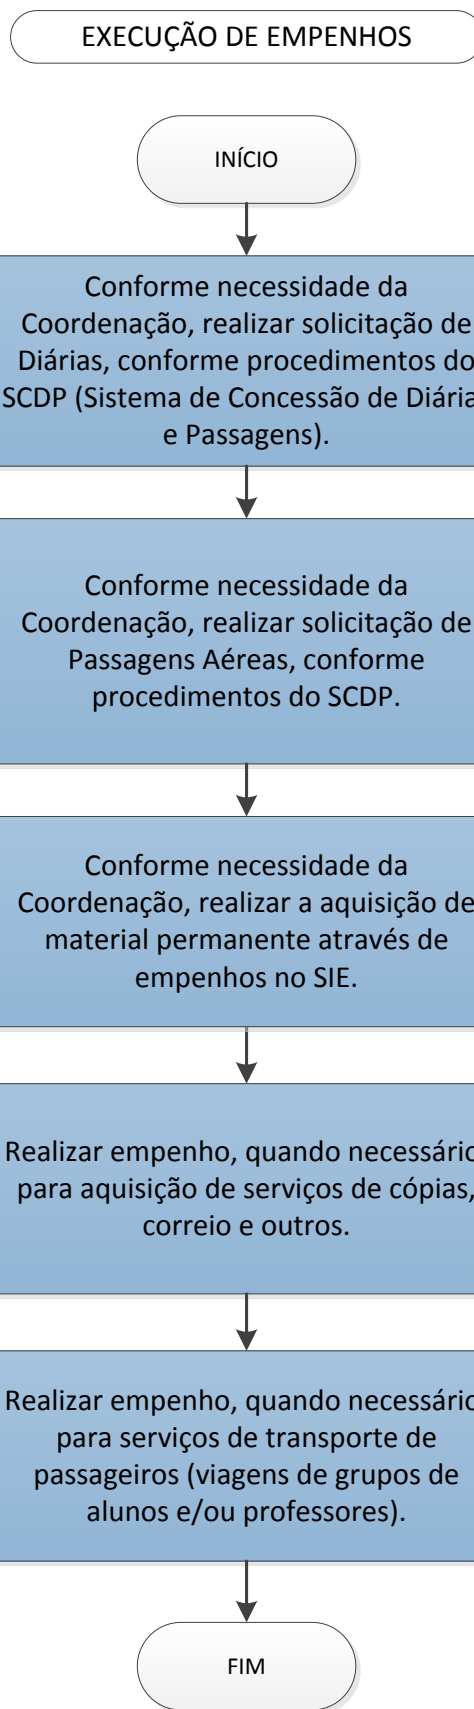 EXECUÇÃO DE EMPENHOS
INÍCIO
Conforme necessidade da
Coordenação, realizar solicitação de
Diárias, conforme procedimentos do
SCDP (Sistema de Concessão de Diária
e Passagens).
Conforme necessidade da
Coordenação, realizar solicitação de
Passagens Aéreas, conforme
procedimentos do SCDP.
Conforme necessidade da
Coordenação, realizar a aquisição de
material permanente através de
empenhos no SIE.
Realizar empenho, quando necessário
para aquisição de serviços de cópias,
correio e outros.
Realizar empenho, quando necessário
para serviços de transporte de
passageiros (viagens de grupos de
alunos e/ou professores).
FIM